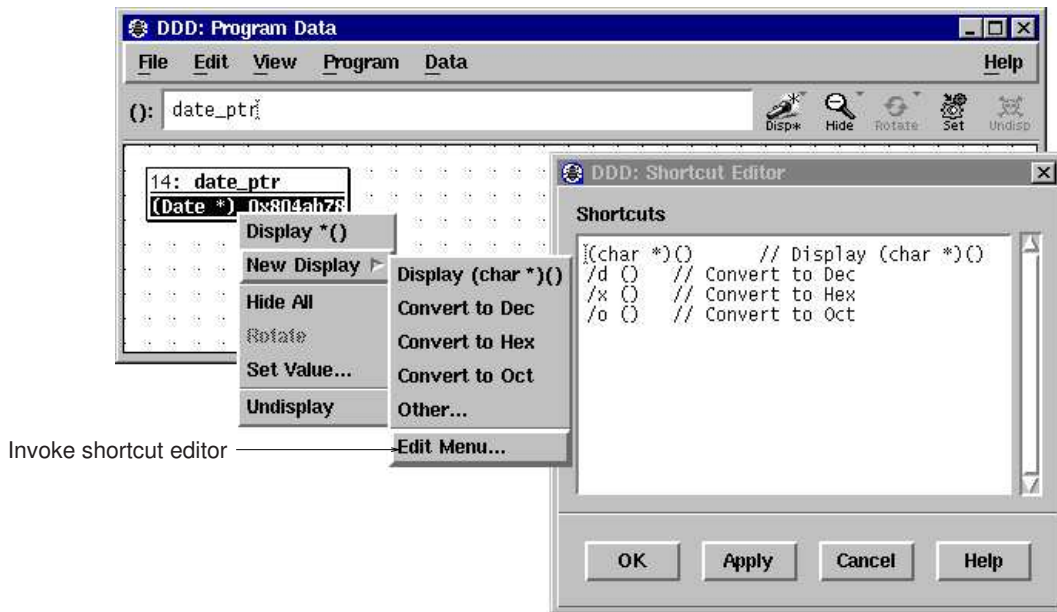 DDD: Program Data
File Edit View Program Data Help
(): date_ptr
Disp* Hide Rotate Set Undisp
14: date_ptr
(Date *) 0x804ab78
Display *()
New Display
Hide All
Rotate
Set Value...
Undisplay
Display (char *)()
Convert to Dec
Convert to Hex
Convert to Oct
Other...
Edit Menu...
Invoke shortcut editor
DDD: Shortcut Editor
Shortcuts
(char *)() // Display (char *)()
/d () // Convert to Dec
/x () // Convert to Hex
/o () // Convert to Oct
OK Apply Cancel Help